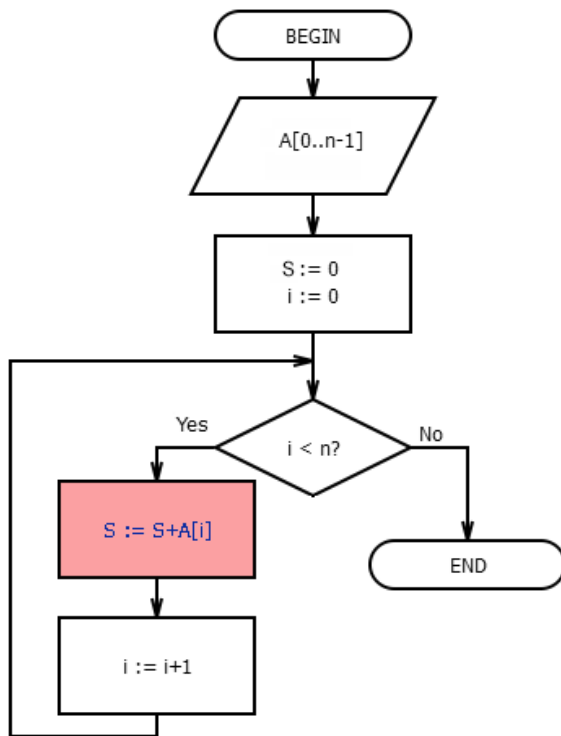 BEGIN
A[0..n-1]
S := 0
i := 0
i < n?
Yes
No
S := S+A[i]
END
i := i+1